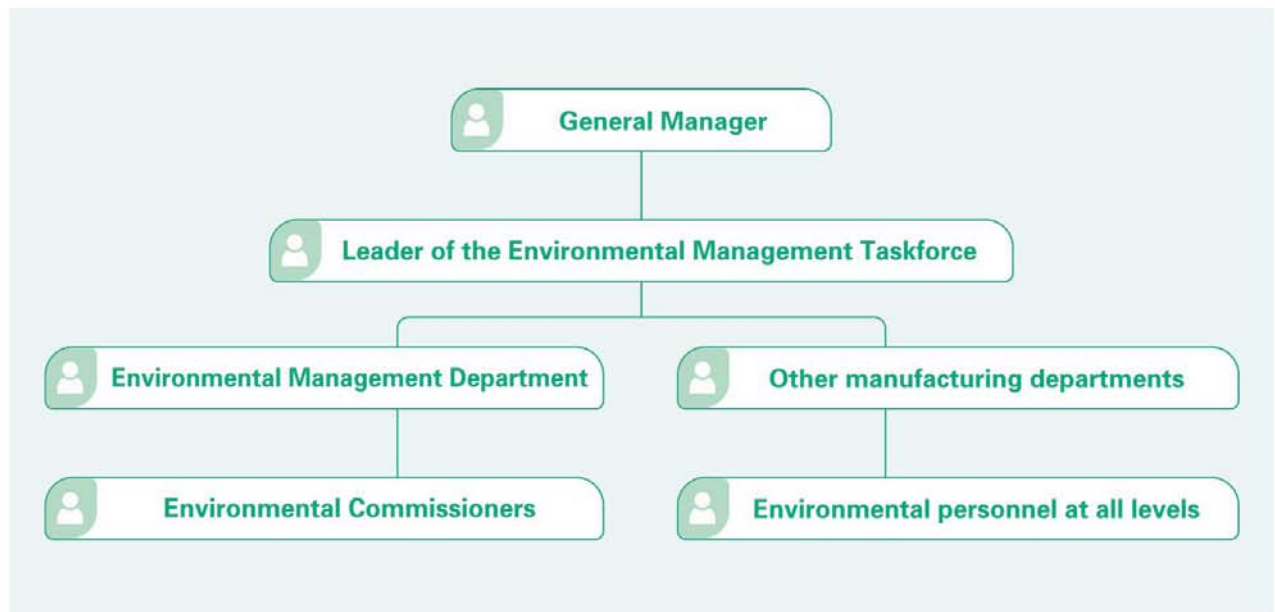 General Manager
Leader of the Environmental Management Taskforce
Environmental Management Department
Other manufacturing departments
Environmental Commissioners
Environmental personnel at all levels